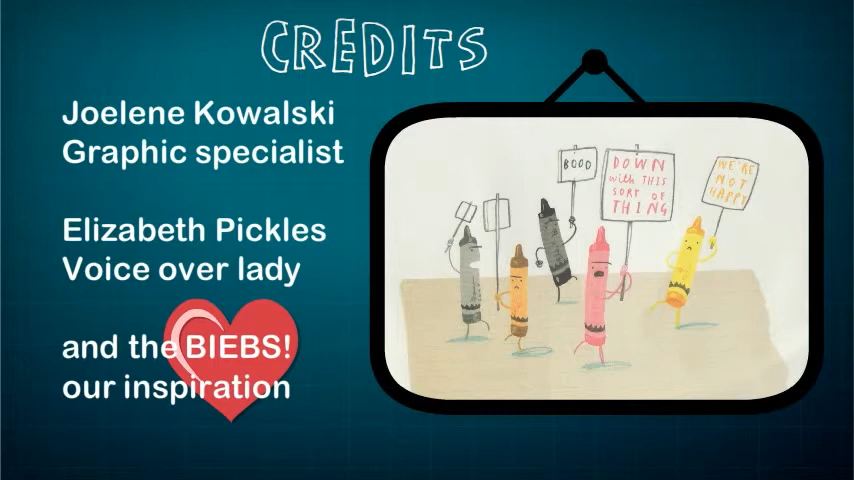 CREDITS
Joelene Kowalski
Graphic specialist
Elizabeth Pickles
Voice over lady
and the BIEBS!
our inspiration
BOOO
DOWN
with THIS
SORT OF
THING
WE'RE
NOT
HAPPY